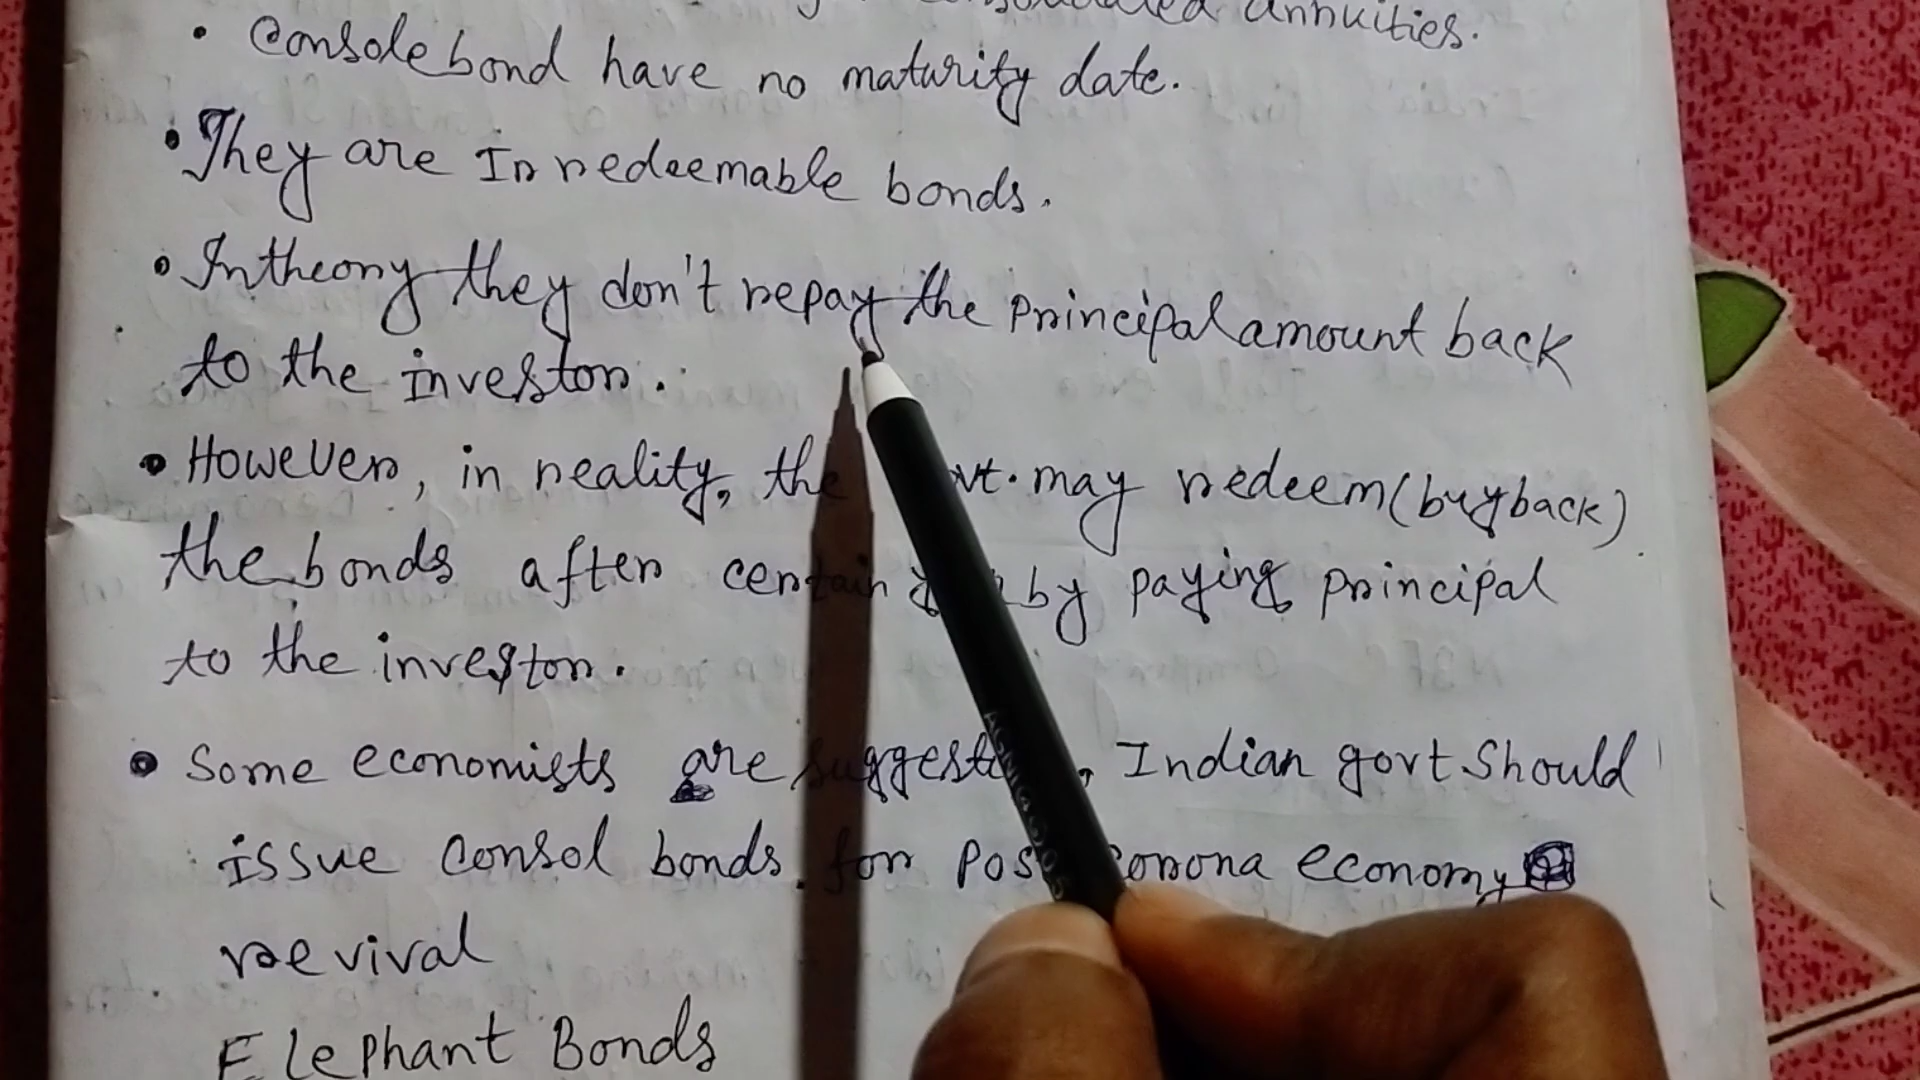 annuities.
• Console bond have no maturity date.
• They are Irredeemable bonds.
• In theory they don't repay the principal amount back
to the investor.
• However, in reality, the may redeem (buyback)
the bonds after certain by paying principal
to the investor.
• Some economists are Indian govt should
issue consol bonds. for corona economy
revival
Elephant Bonds